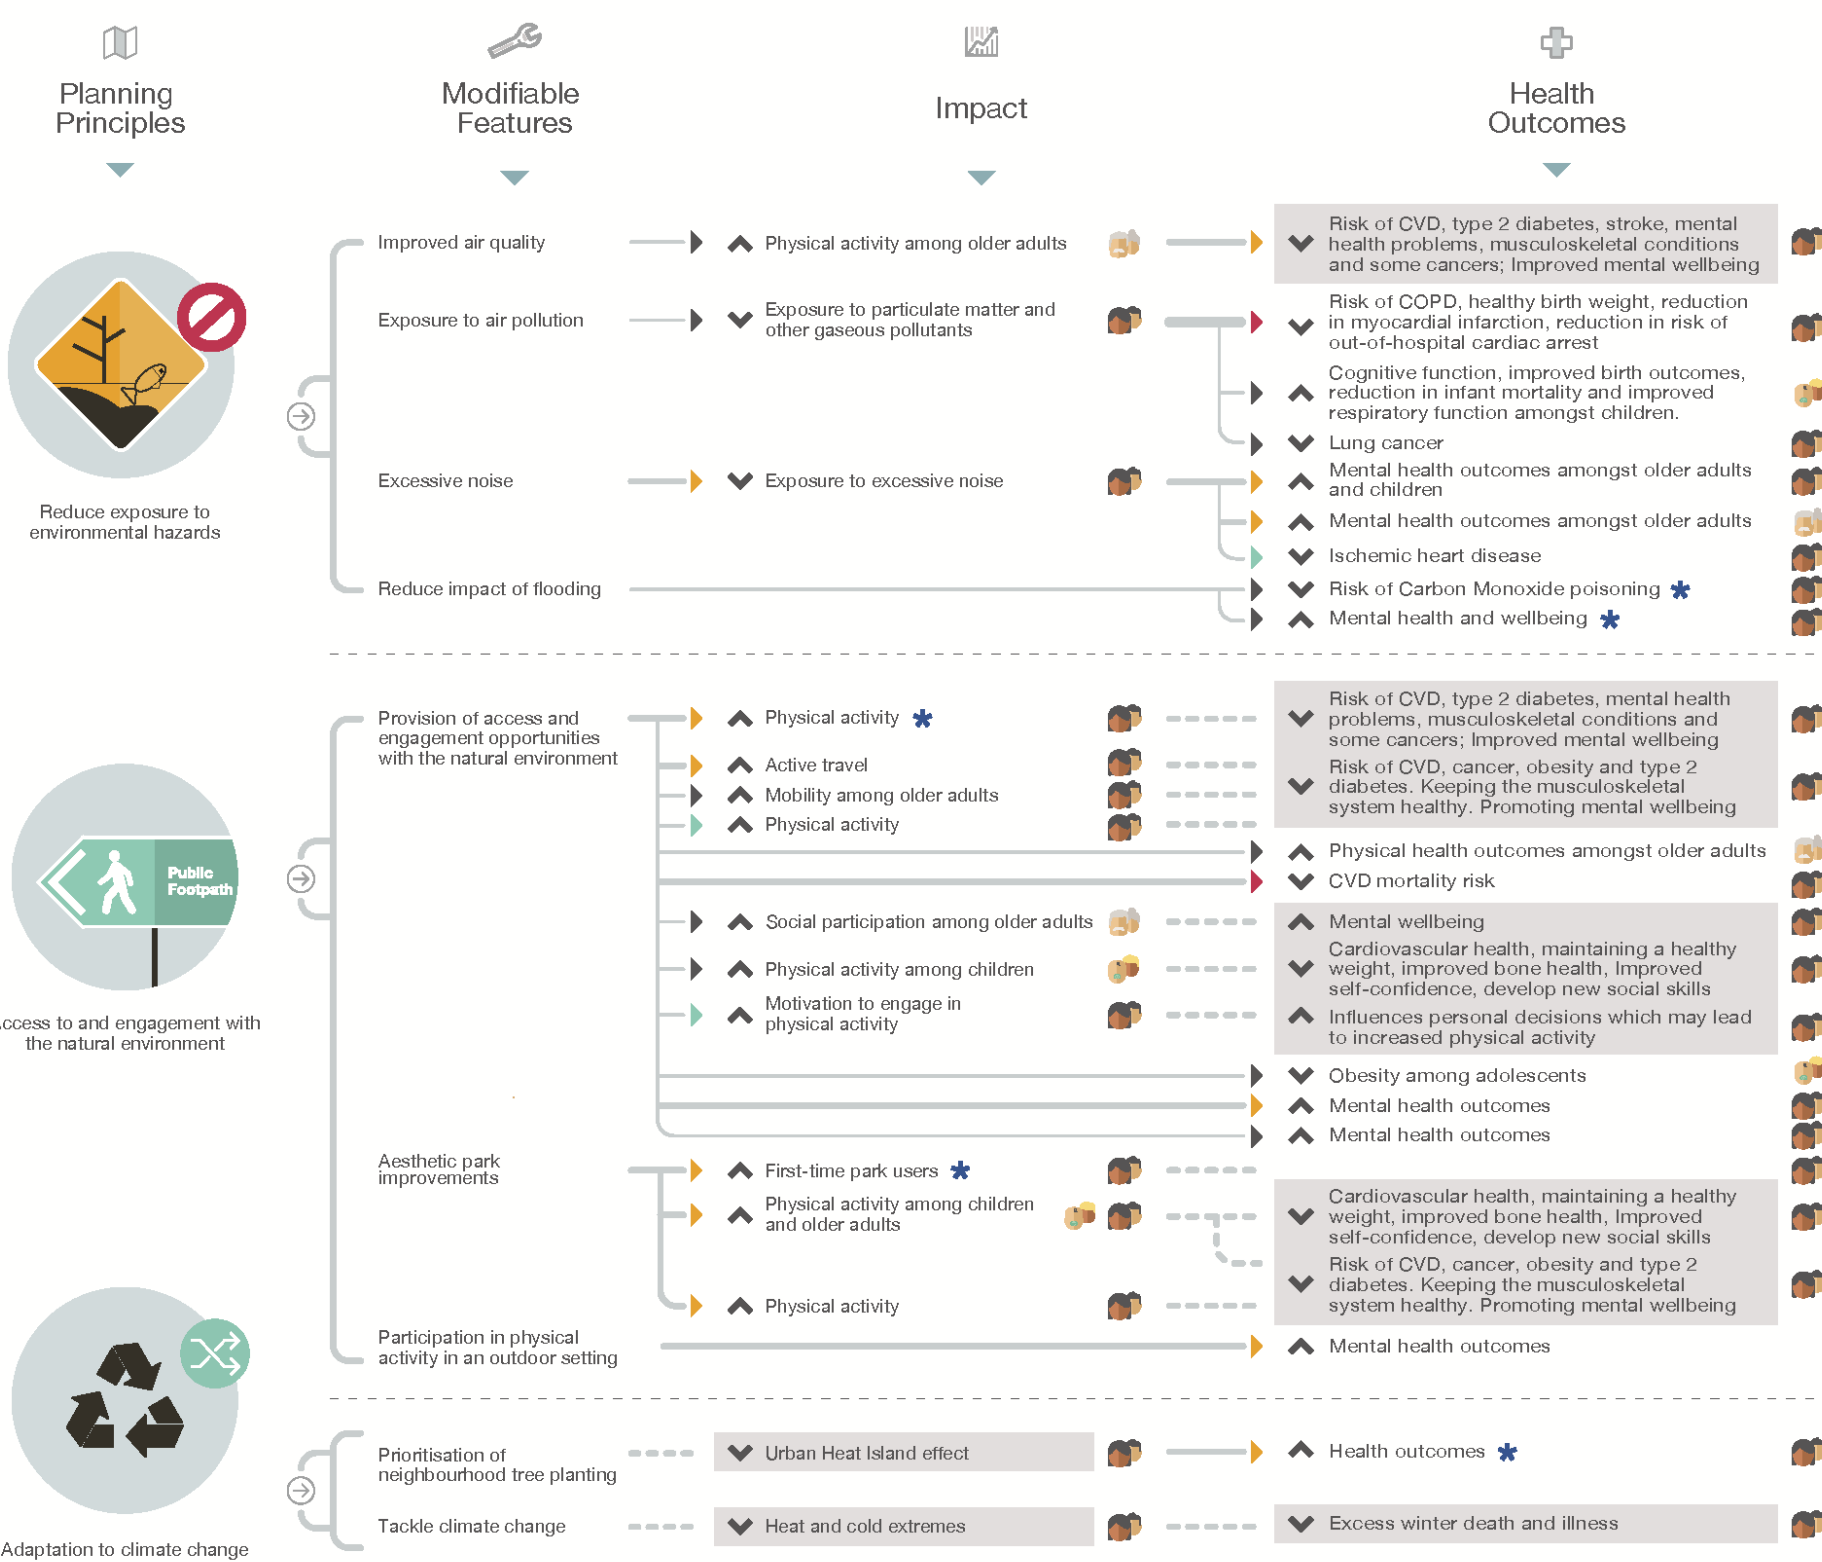 Planning
Principles
Modifiable
Features
Impact
Health
Outcomes
Reduce exposure to
environmental hazards
Improved air quality
Physical activity among older adults
Risk of CVD, type 2 diabetes, stroke, mental
health problems, musculoskeletal conditions
and some cancers; Improved mental wellbeing
Exposure to air pollution
Exposure to particulate matter and
other gaseous pollutants
Risk of COPD, healthy birth weight, reduction
in myocardial infarction, reduction in risk of
out-of-hospital cardiac arrest
Cognitive function, improved birth outcomes,
reduction in infant mortality and improved
respiratory function amongst children.
Lung cancer
Excessive noise
Exposure to excessive noise
Mental health outcomes amongst older adults
and children
Mental health outcomes amongst older adults
Ischemic heart disease
Reduce impact of flooding
Risk of Carbon Monoxide poisoning *
Mental health and wellbeing *
Public
Footpath
ccess to and engagement with
the natural environment
Provision of access and
engagement opportunities
with the natural environment
Physical activity *
Risk of CVD, type 2 diabetes, mental health
problems, musculoskeletal conditions and
some cancers; Improved mental wellbeing
Active travel
Mobility among older adults
Physical activity
Risk of CVD, cancer, obesity and type 2
diabetes. Keeping the musculoskeletal
system healthy. Promoting mental wellbeing
Physical health outcomes amongst older adults
CVD mortality risk
Social participation among older adults
Mental wellbeing
Physical activity among children
Cardiovascular health, maintaining a healthy
weight, improved bone health, Improved
self-confidence, develop new social skills
Motivation to engage in
physical activity
Influences personal decisions which may lead
to increased physical activity
Obesity among adolescents
Mental health outcomes
Mental health outcomes
Aesthetic park
improvements
First-time park users *
Physical activity among children
and older adults
Cardiovascular health, maintaining a healthy
weight, improved bone health, Improved
self-confidence, develop new social skills
Risk of CVD, cancer, obesity and type 2
diabetes. Keeping the musculoskeletal
system healthy. Promoting mental wellbeing
Physical activity
Participation in physical
activity in an outdoor setting
Mental health outcomes
Adaptation to climate change
Prioritisation of
neighbourhood tree planting
Urban Heat Island effect
Health outcomes *
Tackle climate change
Heat and cold extremes
Excess winter death and illness